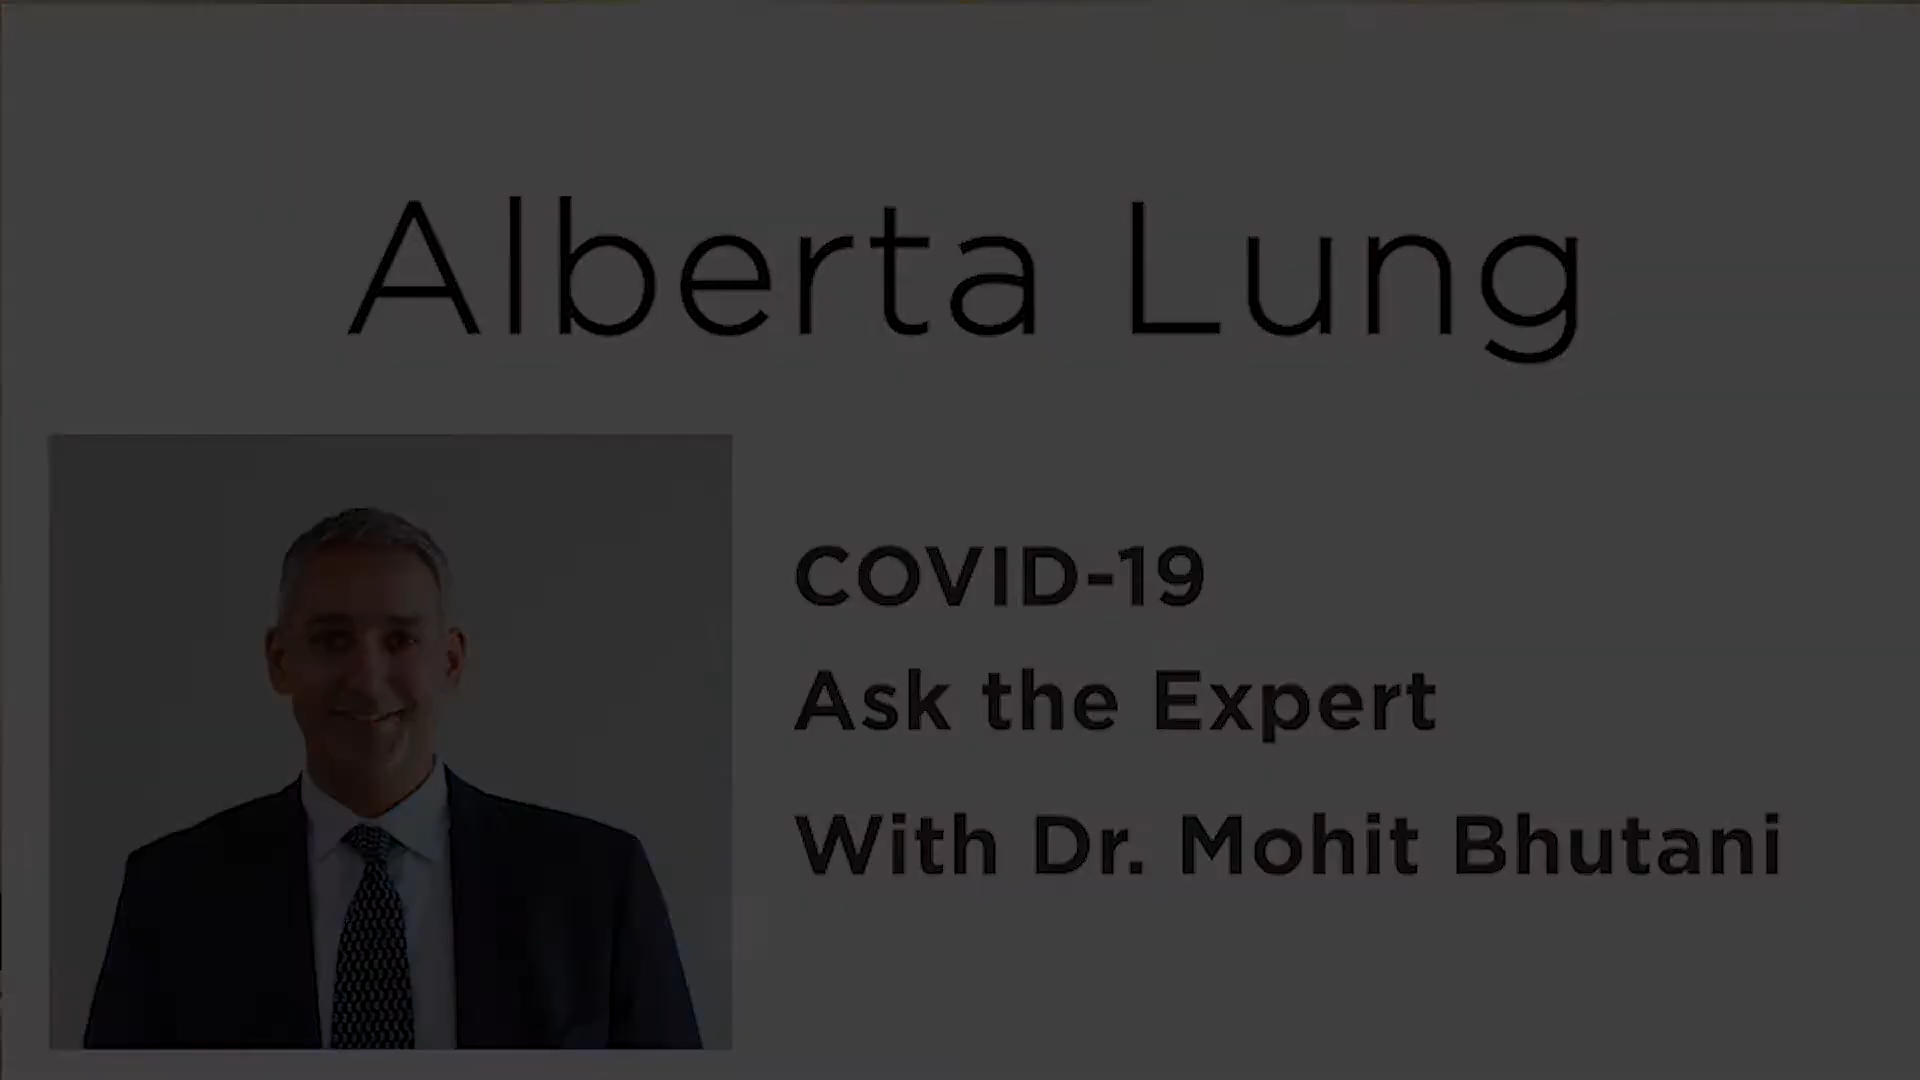 Alberta Lung
COVID-19
Ask the Expert
With Dr. Mohit Bhutani